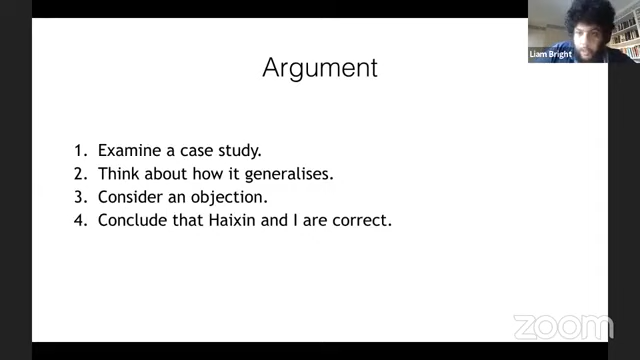 Liam Bright
Argument
1. Examine a case study.
2. Think about how it generalises.
3. Consider an objection.
4. Conclude that Haixin and I are correct.
zoom